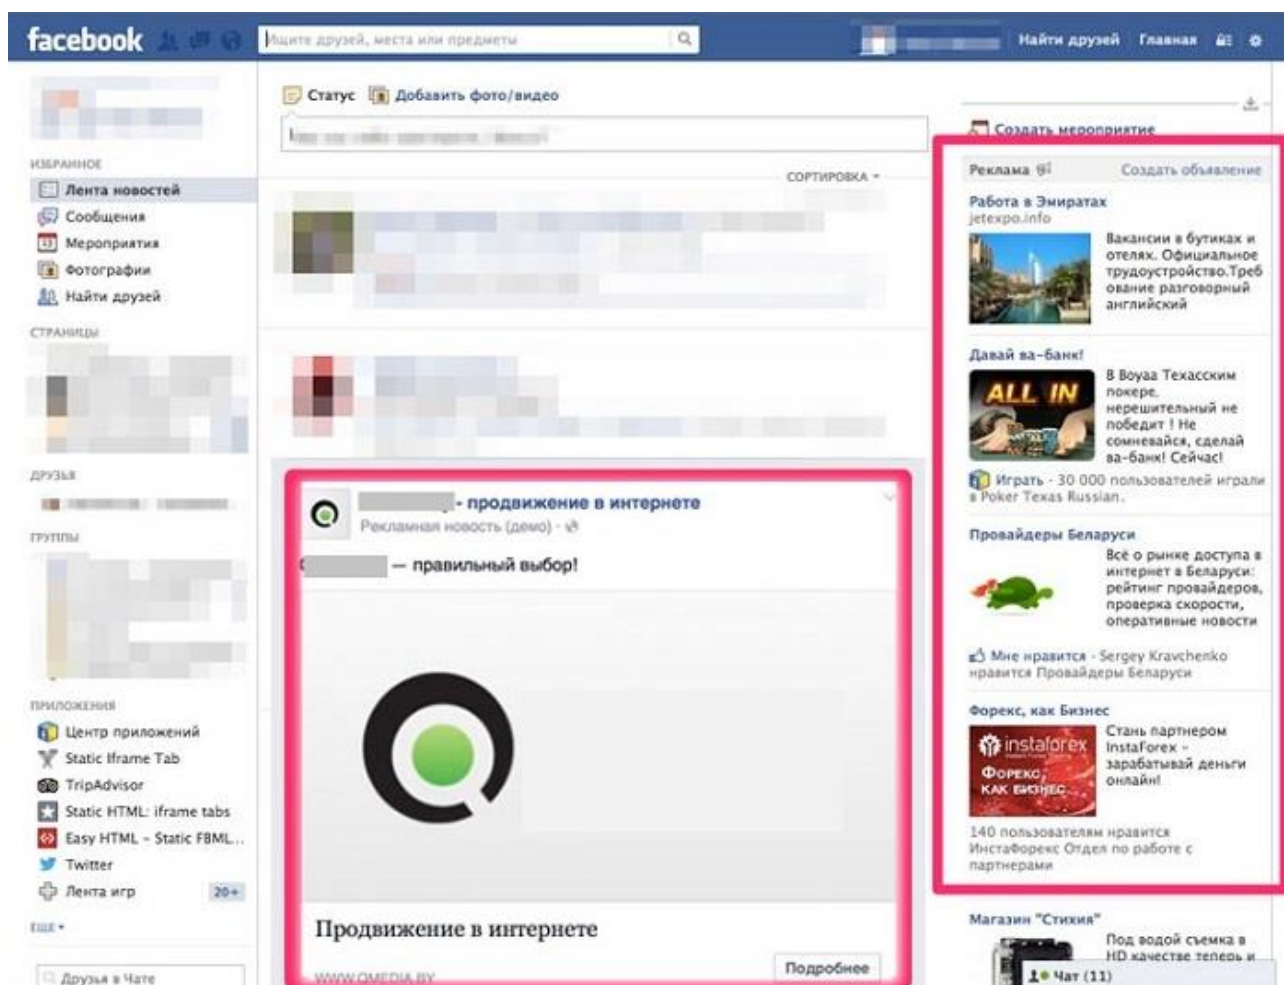 facebook
Ищите друзей, места или предметы
Найти друзей Главная
Статус Добавить фото/видео
СОРТИРОВКА
ИЗБРАННОЕ
Лента новостей
Сообщения
Мероприятия
Фотографии
Найти друзей
СТРАНИЦЫ
ДРУЗЬЯ
ГРУППЫ
ПРИЛОЖЕНИЯ
Центр приложений
Static Iframe Tab
TripAdvisor
Static HTML: iframe tabs
Easy HTML – Static FBML...
Twitter
Лента игр 20+
ЕЩЕ
Друзья в Чате
- продвижение в интернете
Рекламная новость (демо) ·
— правильный выбор!
Продвижение в интернете
WWW.QMEDIA.BY
Подробнее
Создать мероприятие
Реклама Создать объявление
Работа в Эмиратах
jetexpo.info
Вакансии в бутиках и
отелях. Официальное
трудоустройство.Треб
ование разговорный
английский
Давай ва-банк!
ALL IN
В Boyaa Техасским
покере,
нерешительный не
победит ! Не
сомневайся, сделай
ва-банк! Сейчас!
Играть · 30 000 пользователей играли
в Poker Texas Russian.
Провайдеры Беларуси
Всё о рынке доступа в
интернет в Беларуси:
рейтинг провайдеров,
проверка скорости,
оперативные новости
Мне нравится · Sergey Kravchenko
нравится Провайдеры Беларуси
Форекс, как Бизнес
instaforex
ФОРЕКС,
КАК БИЗНЕС
Стань партнером
InstaForex –
зарабатывай деньги
онлайн!
140 пользователям нравится
ИнстаФорекс Отдел по работе с
партнерами
Магазин "Стихия"
Под водой съемка в
HD качестве теперь и
Чат (11)